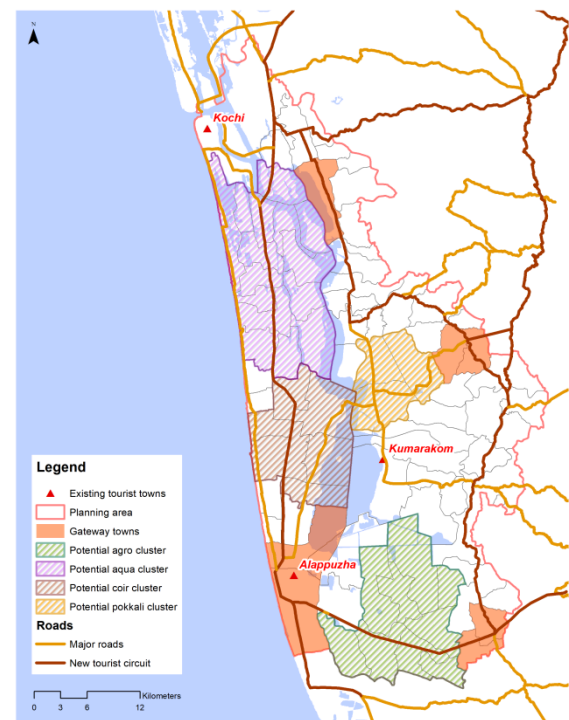 N
Kochi
Kumarakom
Alappuzha
Legend
Existing tourist towns
Planning area
Gateway towns
Potential agro cluster
Potential aqua cluster
Potential coir cluster
Potential pokkali cluster
Roads
Major roads
New tourist circuit
Kilometers
0 3 6 12